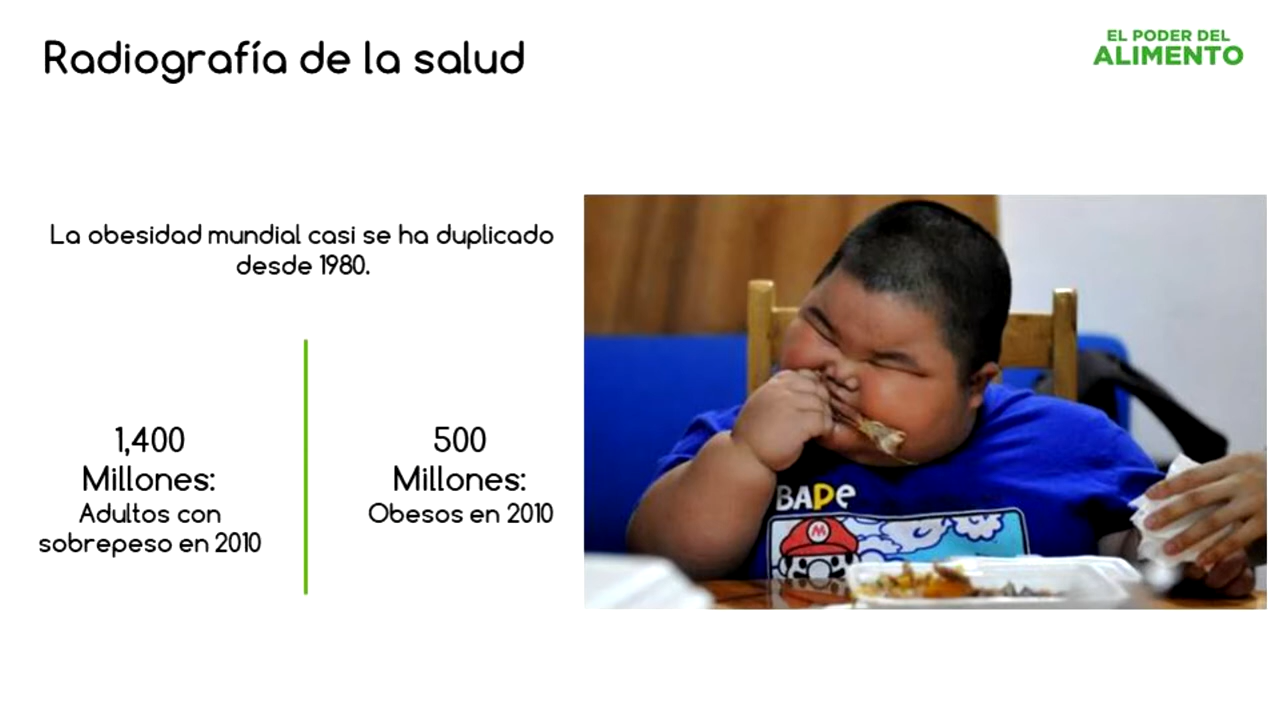 Radiografía de la salud
EL PODER DEL
ALIMENTO
La obesidad mundial casi se ha duplicado
desde 1980.
1,400
Millones:
Adultos con
sobrepeso en 2010
500
Millones:
Obesos en 2010
BAPe
M